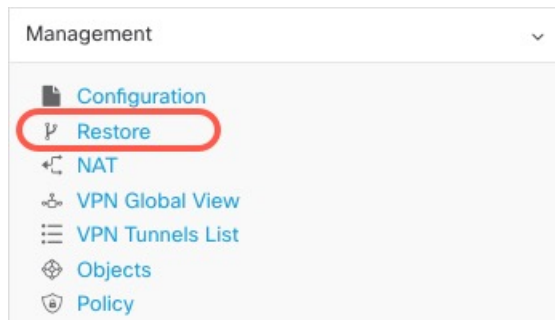 Management
Configuration
Restore
NAT
VPN Global View
VPN Tunnels List
Objects
Policy